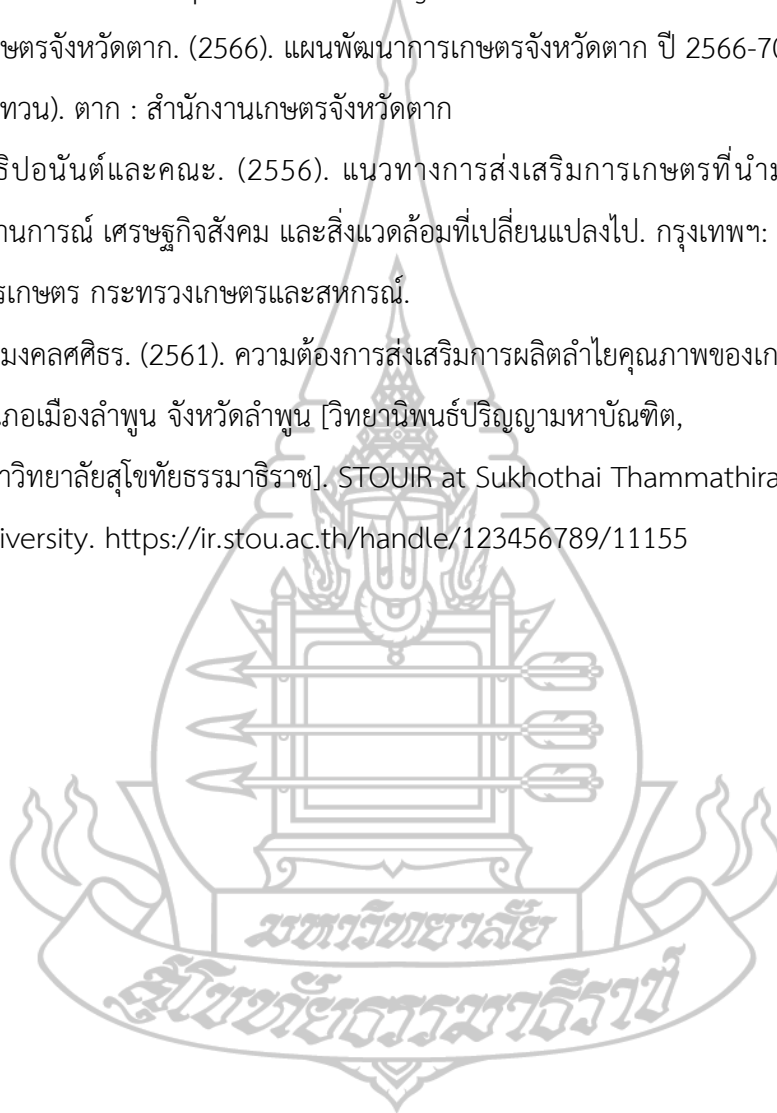 กษตรจังหวัดตาก. (2566). แผนพัฒนาการเกษตรจังหวัดตาก ปี 2566-70
ทวน). ตาก : สำนักงานเกษตรจังหวัดตาก
ธิปอนันต์และคณะ. (2556). แนวทางการส่งเสริมการเกษตรที่นำม
านการณ์ เศรษฐกิจสังคม และสิ่งแวดล้อมที่เปลี่ยนแปลงไป. กรุงเทพฯ:
รเกษตร กระทรวงเกษตรและสหกรณ์.
มงคลศศิธร. (2561). ความต้องการส่งเสริมการผลิตลำไยคุณภาพของเก
เภอเมืองลำพูน จังหวัดลำพูน [วิทยานิพนธ์ปริญญามหาบัณฑิต,
าวิทยาลัยสุโขทัยธรรมาธิราช]. STOUIR at Sukhothai Thammathira
iversity. https://ir.stou.ac.th/handle/123456789/11155
มหาวิทยาลัย
สุโขทัยธรรมาธิราช